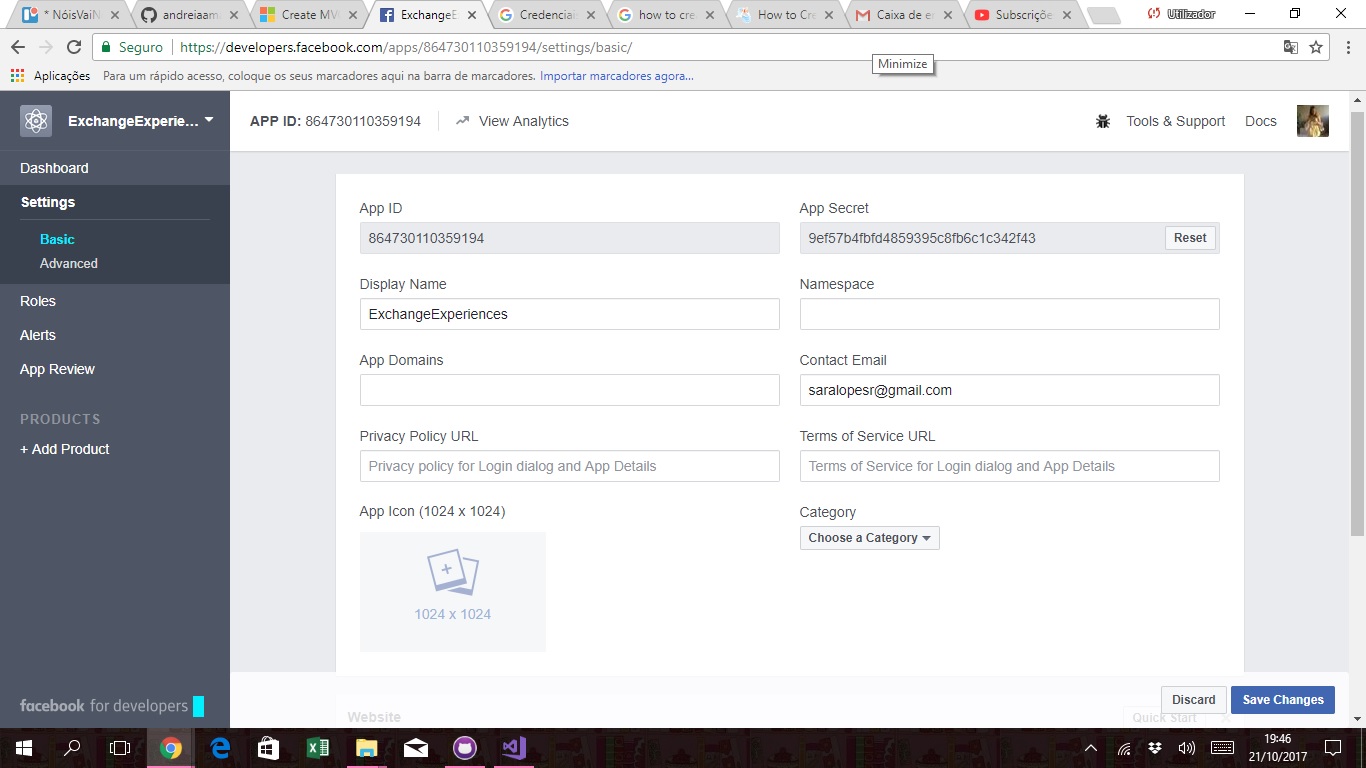 * NóisVaiN
andreiaam
Create MV
ExchangeE
Credenciai
how to cre
How to Cre
Caixa de e
Subscriçõe
Utilizador
Seguro
https://developers.facebook.com/apps/864730110359194/settings/basic/
Minimize
Aplicações
Para um rápido acesso, coloque os seus marcadores aqui na barra de marcadores.
Importar marcadores agora...
ExchangeExperie...
APP ID: 864730110359194
View Analytics
Tools & Support
Docs
Dashboard
Settings
Basic
Advanced
Roles
Alerts
App Review
PRODUCTS
+ Add Product
facebook for developers
App ID
864730110359194
App Secret
9ef57b4fbfd4859395c8fb6c1c342f43
Reset
Display Name
ExchangeExperiences
Namespace
App Domains
Contact Email
saralopesr@gmail.com
Privacy Policy URL
Privacy policy for Login dialog and App Details
Terms of Service URL
Terms of Service for Login dialog and App Details
App Icon (1024 x 1024)
1024 x 1024
Category
Choose a Category
Discard
Save Changes
Website
Quick Start
19:46
21/10/2017